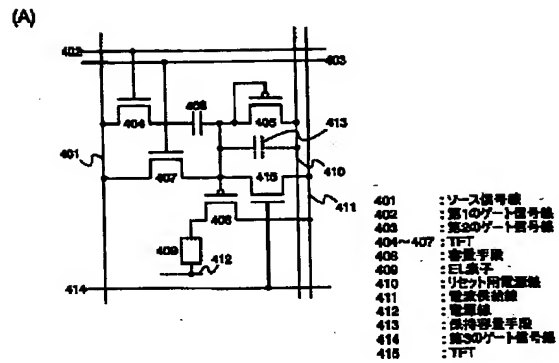 (A)
402
403
408
404
405
413
401
407
415
410
406
411
409
412
414
401 :ソース信号線
402 :第1のゲート信号線
403 :第2のゲート信号線
404~407 :TFT
408 :容量手段
409 :EL素子
410 :リセット用電源線
411 :電流供給線
412 :電源線
413 :保持容量手段
414 :第3のゲート信号線
415 :TFT